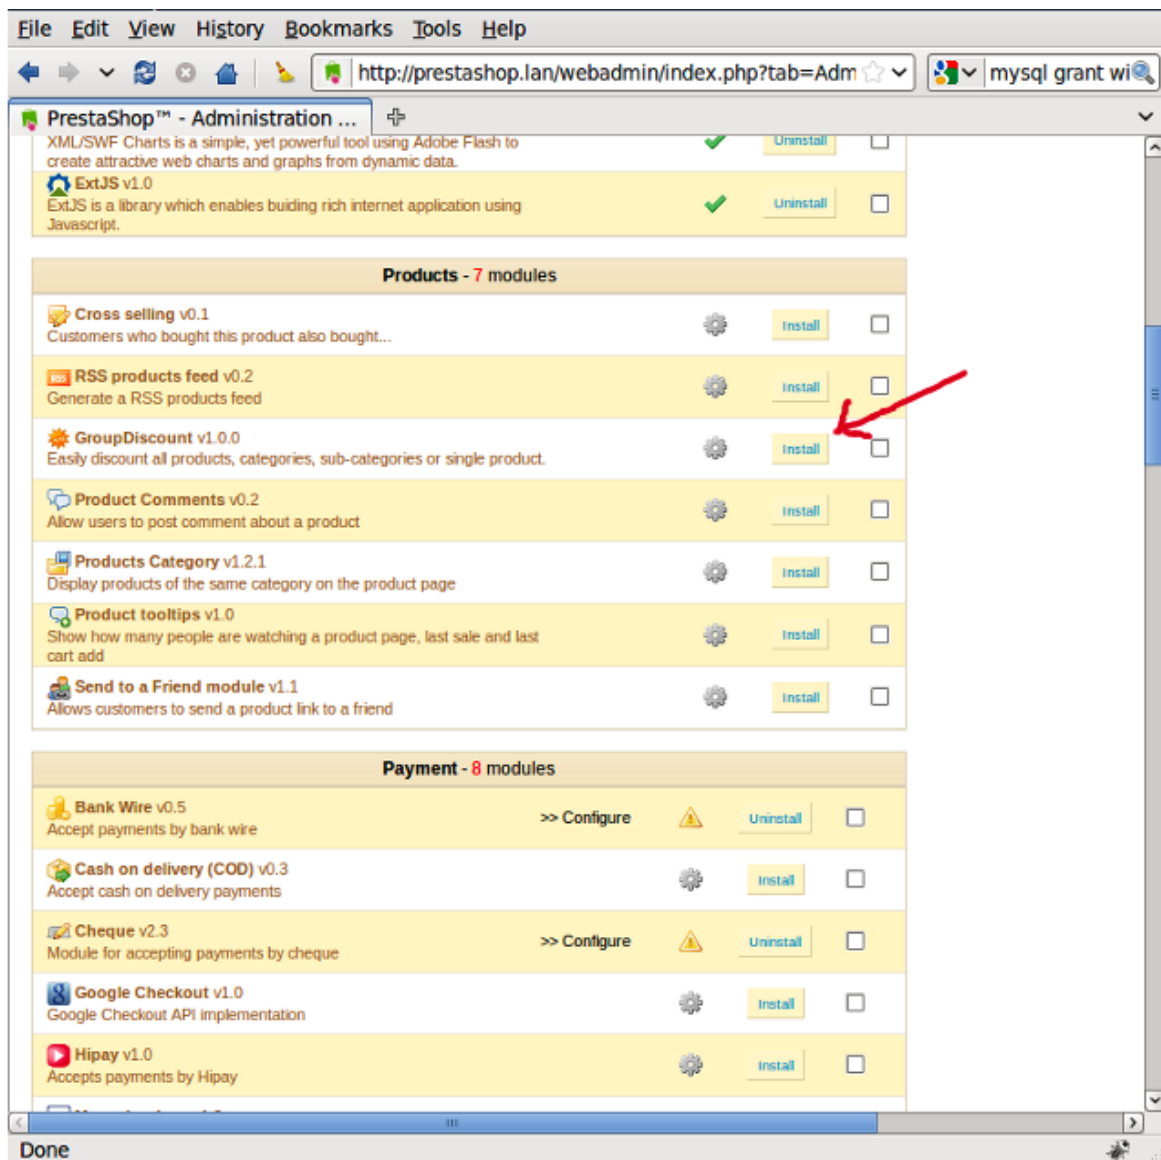 File Edit View History Bookmarks Tools Help
http://prestashop.lan/webadmin/index.php?tab=Adm
mysql grant wi
PrestaShop™ - Administration ...
XML/SWF Charts is a simple, yet powerful tool using Adobe Flash to
create attractive web charts and graphs from dynamic data.
Uninstall
ExtJS v1.0
ExtJS is a library which enables buiding rich internet application using
Javascript.
Uninstall
Products - 7 modules
Cross selling v0.1
Customers who bought this product also bought...
Install
RSS
RSS products feed v0.2
Generate a RSS products feed
Install
GroupDiscount v1.0.0
Easily discount all products, categories, sub-categories or single product.
Install
Product Comments v0.2
Allow users to post comment about a product
Install
Products Category v1.2.1
Display products of the same category on the product page
Install
Product tooltips v1.0
Show how many people are watching a product page, last sale and last
cart add
Install
Send to a Friend module v1.1
Allows customers to send a product link to a friend
Install
Payment - 8 modules
Bank Wire v0.5
Accept payments by bank wire
>> Configure
Uninstall
Cash on delivery (COD) v0.3
Accept cash on delivery payments
Install
Cheque v2.3
Module for accepting payments by cheque
>> Configure
Uninstall
Google Checkout v1.0
Google Checkout API implementation
Install
Hipay v1.0
Accepts payments by Hipay
Install
Done